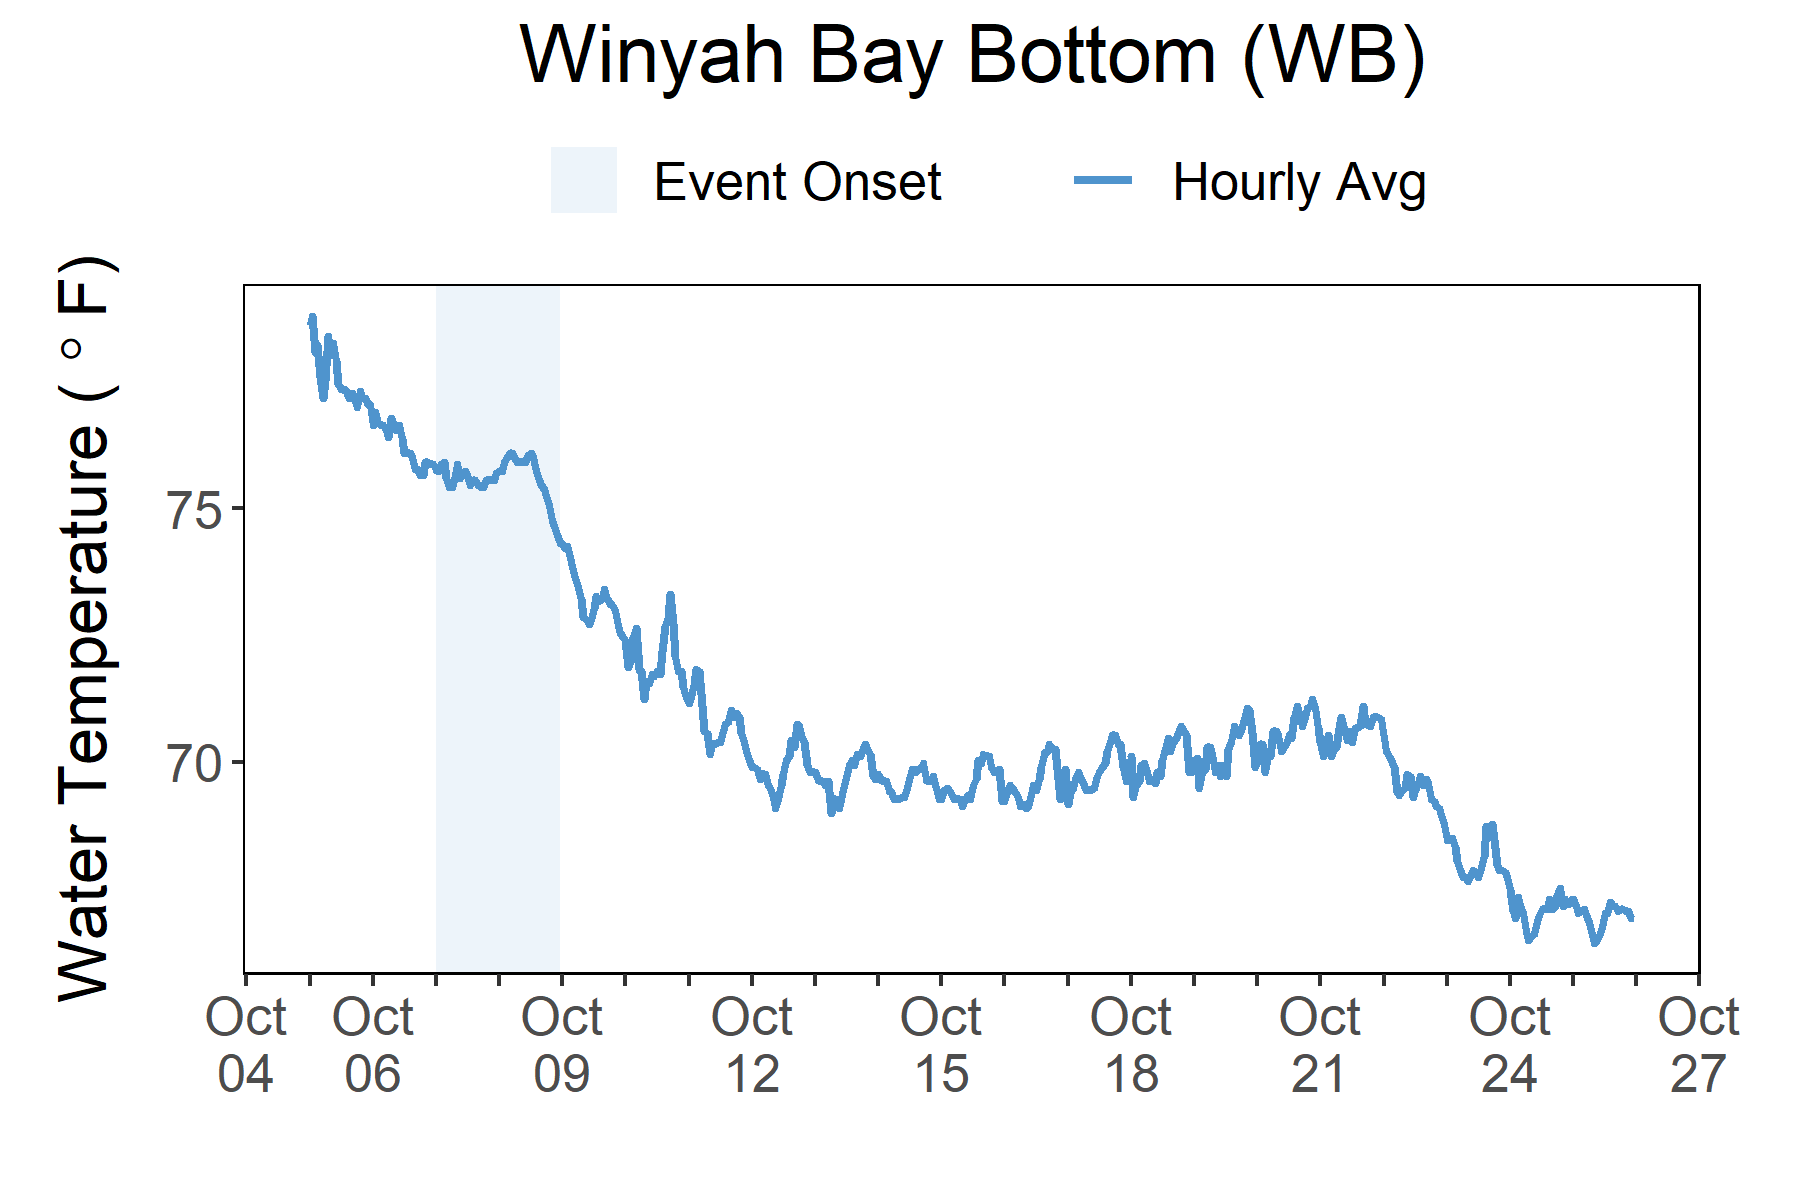 Winyah Bay Bottom (WB)
Event Onset Hourly Avg
Water Temperature ( ° F)
75
70
Oct Oct Oct Oct Oct Oct Oct Oct Oct
04 06 09 12 15 18 21 24 27